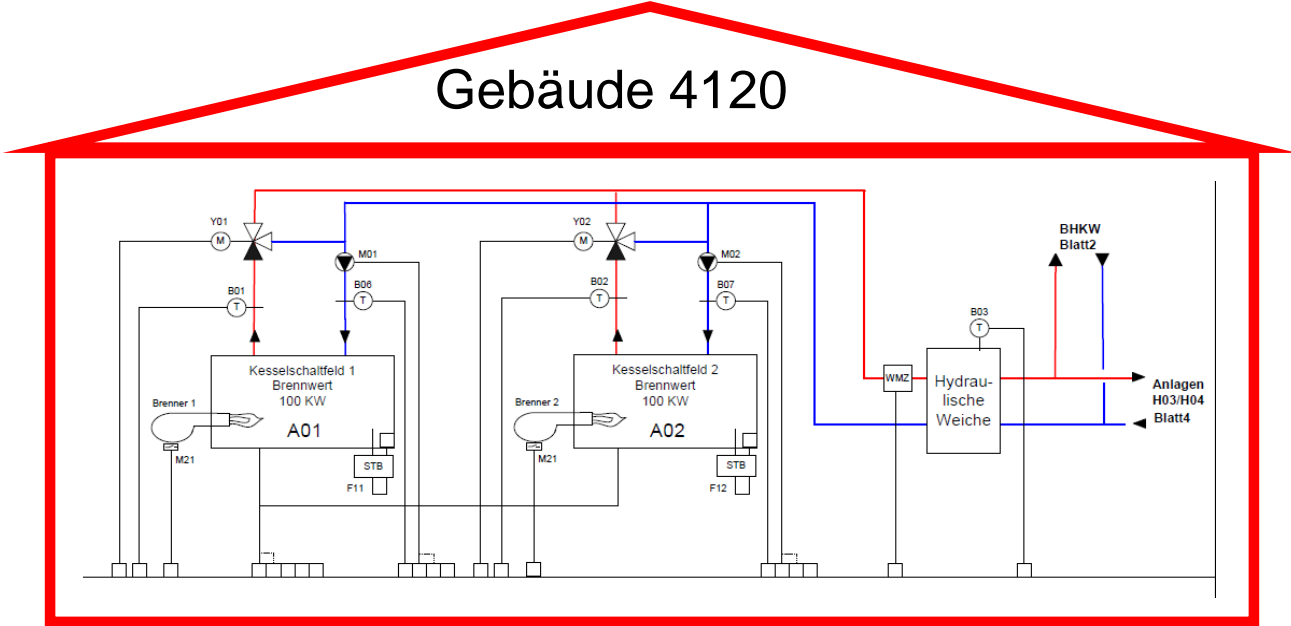 Gebäude 4120
Y01
M
M01
B01
T
B06
T
Kesselschaltfeld 1
Brennwert
100 KW
A01
Brenner 1
M21
STB
F11
Y02
M
M02
B02
T
B07
T
Kesselschaltfeld 2
Brennwert
100 KW
A02
Brenner 2
M21
STB
F12
BHKW
Blatt2
B03
T
WMZ
Hydrau-
lische
Weiche
Anlagen
H03/H04
Blatt4